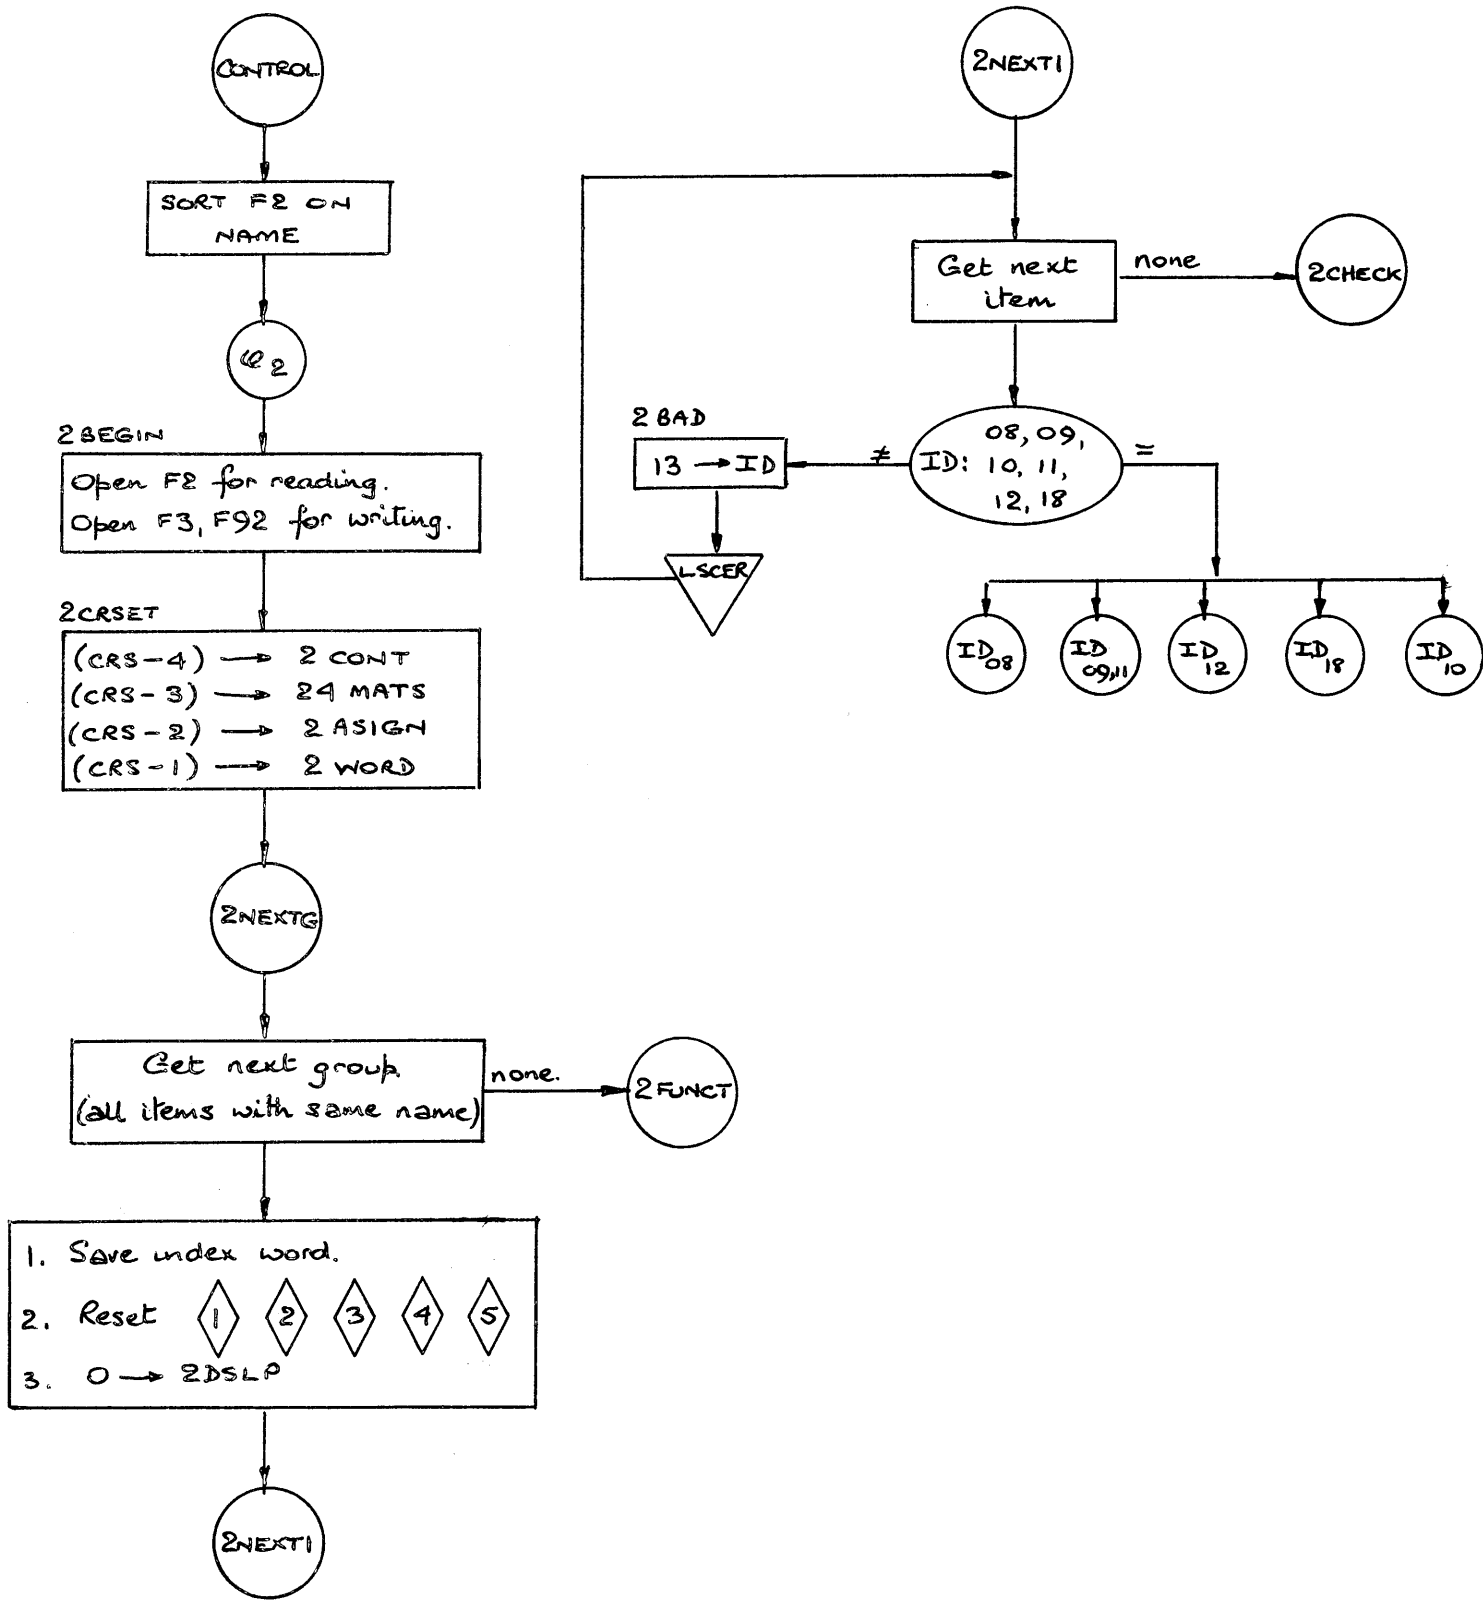 CONTROL
SORT F2 ON
NAME
φ2
2BEGIN
Open F2 for reading.
Open F3, F92 for writing.
2CRSET
(CRS-4) → 2 CONT
(CRS-3) → 24 MATS
(CRS-2) → 2 ASIGN
(CRS-1) → 2 WORD
2NEXTG
Get next group.
(all items with same name)
none.
2FUNCT
1. Save index word.
2. Reset 1 2 3 4 5
3. 0 → 2DSLP
2NEXTI
2NEXTI
Get next
item
none
2CHECK
08, 09,
ID: 10, 11,
12, 18
≠
=
2 BAD
13 → ID
LSCER
ID08
ID09,11
ID12
ID18
ID10